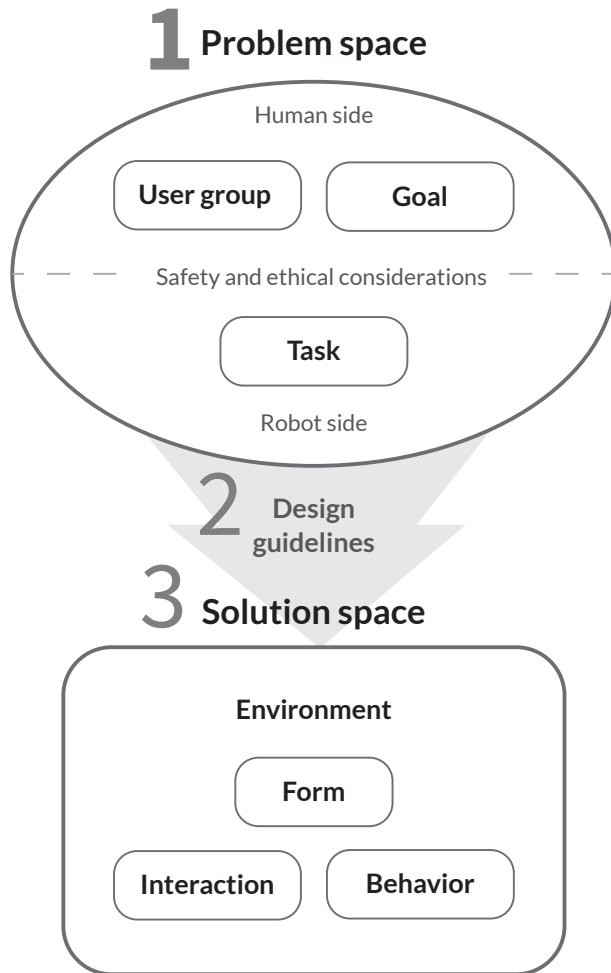 1 Problem space
Human side
User group
Goal
Safety and ethical considerations
Task
Robot side
2 Design
guidelines
3 Solution space
Environment
Form
Interaction
Behavior